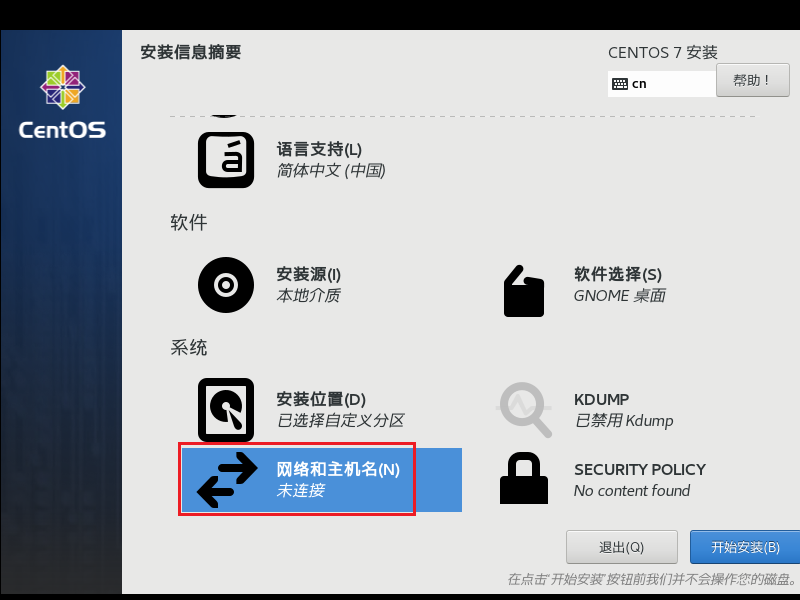 安装信息摘要
CENTOS 7 安装
cn
帮助！
CentOS
语言支持(L)
简体中文 (中国)
软件
安装源(I)
本地介质
软件选择(S)
GNOME 桌面
系统
安装位置(D)
已选择自定义分区
KDUMP
已禁用 Kdump
网络和主机名(N)
未连接
SECURITY POLICY
No content found
退出(Q)
开始安装(B)
在点击'开始安装'按钮前我们并不会操作您的磁盘。